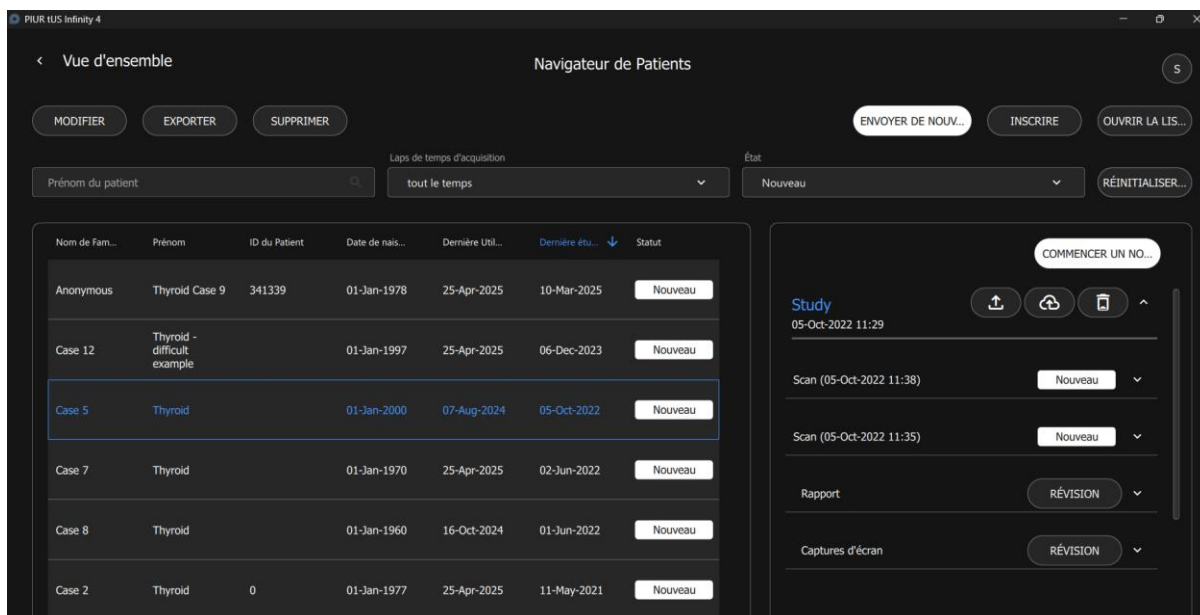 PIUR tUS Infinity 4
Vue d'ensemble
Navigateur de Patients
S
MODIFIER EXPORTER SUPPRIMER ENVOYER DE NOUV... INSCRIRE OUVRIR LA LIS...
Laps de temps d'acquisition État
Prénom du patient tout le temps Nouveau RÉINITIALISER...
Nom de Fam... Prénom ID du Patient Date de nais... Dernière Util... Dernière étu... Statut
Anonymous Thyroid Case 9 341339 01-Jan-1978 25-Apr-2025 10-Mar-2025 Nouveau
Case 12 Thyroid - difficult example 01-Jan-1997 25-Apr-2025 06-Dec-2023 Nouveau
Case 5 Thyroid 01-Jan-2000 07-Aug-2024 05-Oct-2022 Nouveau
Case 7 Thyroid 01-Jan-1970 25-Apr-2025 02-Jun-2022 Nouveau
Case 8 Thyroid 01-Jan-1960 16-Oct-2024 01-Jun-2022 Nouveau
Case 2 Thyroid 0 01-Jan-1977 25-Apr-2025 11-May-2021 Nouveau
COMMENCER UN NO...
Study
05-Oct-2022 11:29
Scan (05-Oct-2022 11:38) Nouveau
Scan (05-Oct-2022 11:35) Nouveau
Rapport RÉVISION
Captures d'écran RÉVISION